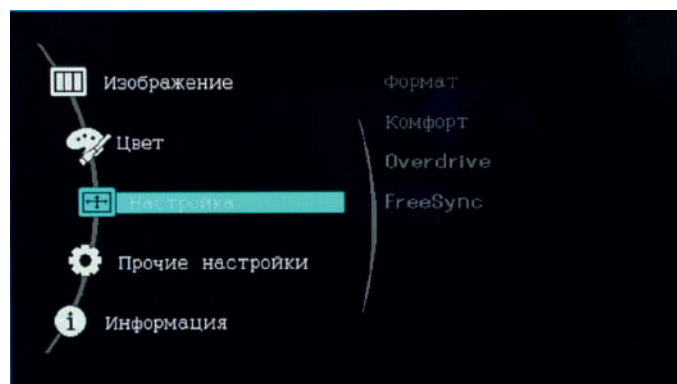 Изображение
Цвет
Настройка
Прочие настройки
Информация
Формат
Комфорт
Overdrive
FreeSync